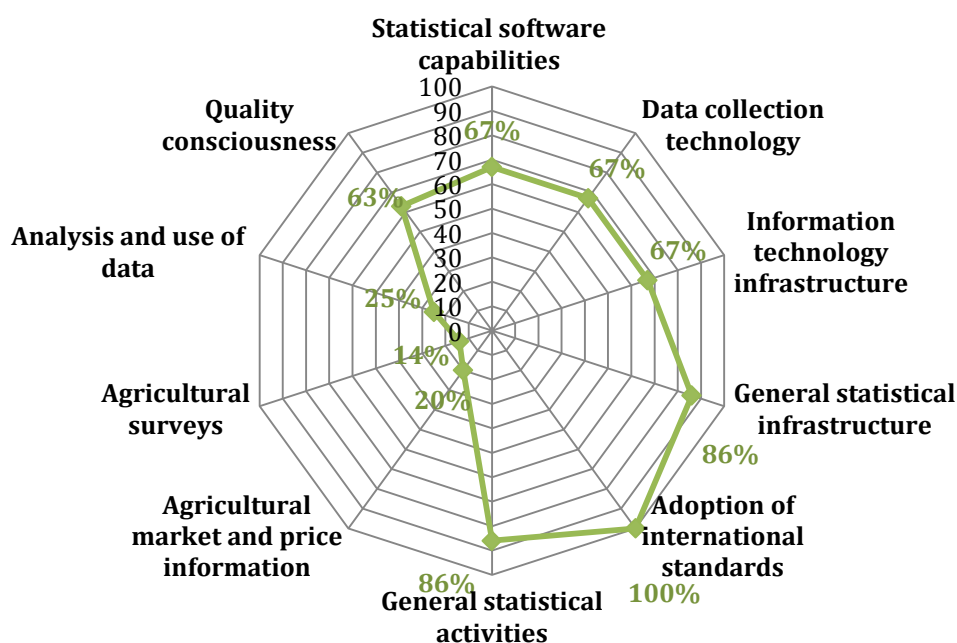 Statistical software
capabilities
100
90
80
70
60
50
40
30
20
10
0
67%
Data collection
technology
67%
Information
technology
infrastructure
67%
General statistical
infrastructure
86%
Adoption of
international
standards
100%
General statistical
activities
86%
Agricultural
market and price
information
20%
Agricultural
surveys
14%
Analysis and use of
data
25%
Quality
consciousness
63%